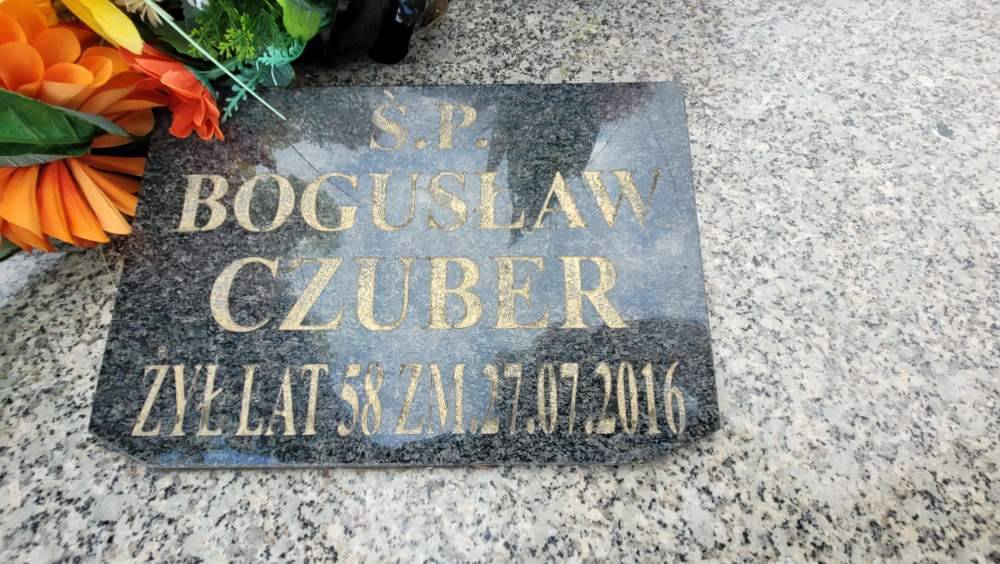 Ś.P.
BOGUSŁAW
CZUBER
ŻYŁ LAT 58 ZM.27.07.2016